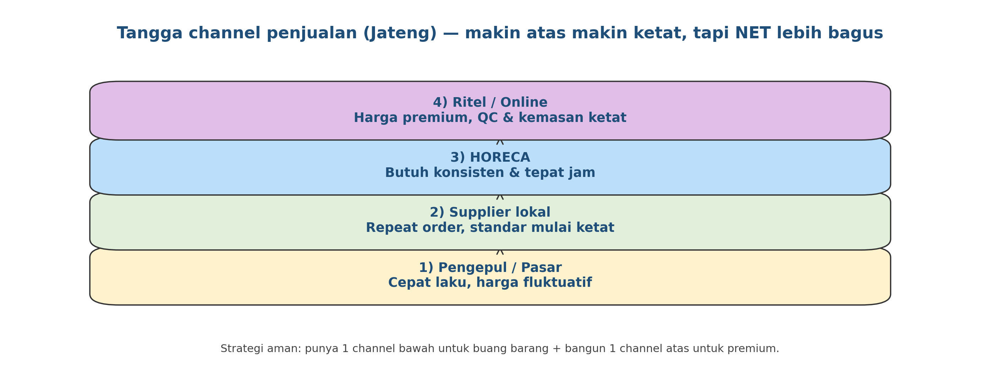 Tangga channel penjualan (Jateng) — makin atas makin ketat, tapi NET lebih bagus
4) Ritel / Online
Harga premium, QC & kemasan ketat
3) HORECA
Butuh konsisten & tepat jam
2) Supplier lokal
Repeat order, standar mulai ketat
1) Pengepul / Pasar
Cepat laku, harga fluktuatif
Strategi aman: punya 1 channel bawah untuk buang barang + bangun 1 channel atas untuk premium.